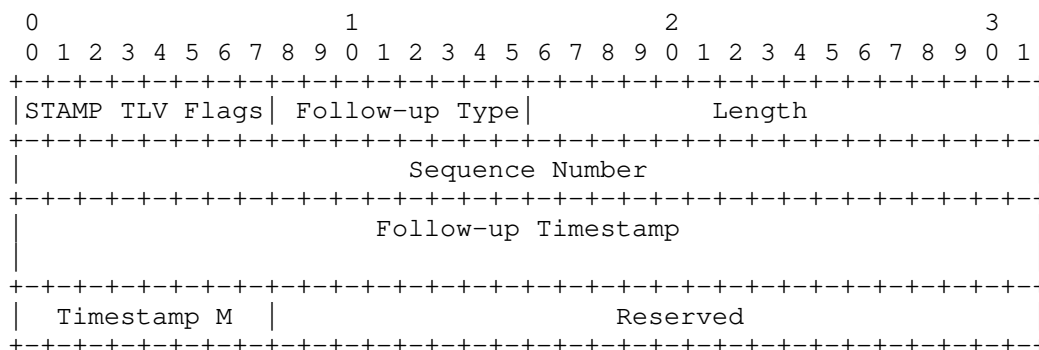 0                   1                   2                   3
0 1 2 3 4 5 6 7 8 9 0 1 2 3 4 5 6 7 8 9 0 1 2 3 4 5 6 7 8 9 0 1
+-+-+-+-+-+-+-+-+-+-+-+-+-+-+-+-+-+-+-+-+-+-+-+-+-+-+-+-+-+-+-+--
|STAMP TLV Flags| Follow-up Type|           Length
+-+-+-+-+-+-+-+-+-+-+-+-+-+-+-+-+-+-+-+-+-+-+-+-+-+-+-+-+-+-+-+--
|                        Sequence Number
+-+-+-+-+-+-+-+-+-+-+-+-+-+-+-+-+-+-+-+-+-+-+-+-+-+-+-+-+-+-+-+--
|                      Follow-up Timestamp
|
+-+-+-+-+-+-+-+-+-+-+-+-+-+-+-+-+-+-+-+-+-+-+-+-+-+-+-+-+-+-+-+--
|  Timestamp M  |                     Reserved
+-+-+-+-+-+-+-+-+-+-+-+-+-+-+-+-+-+-+-+-+-+-+-+-+-+-+-+-+-+-+-+--